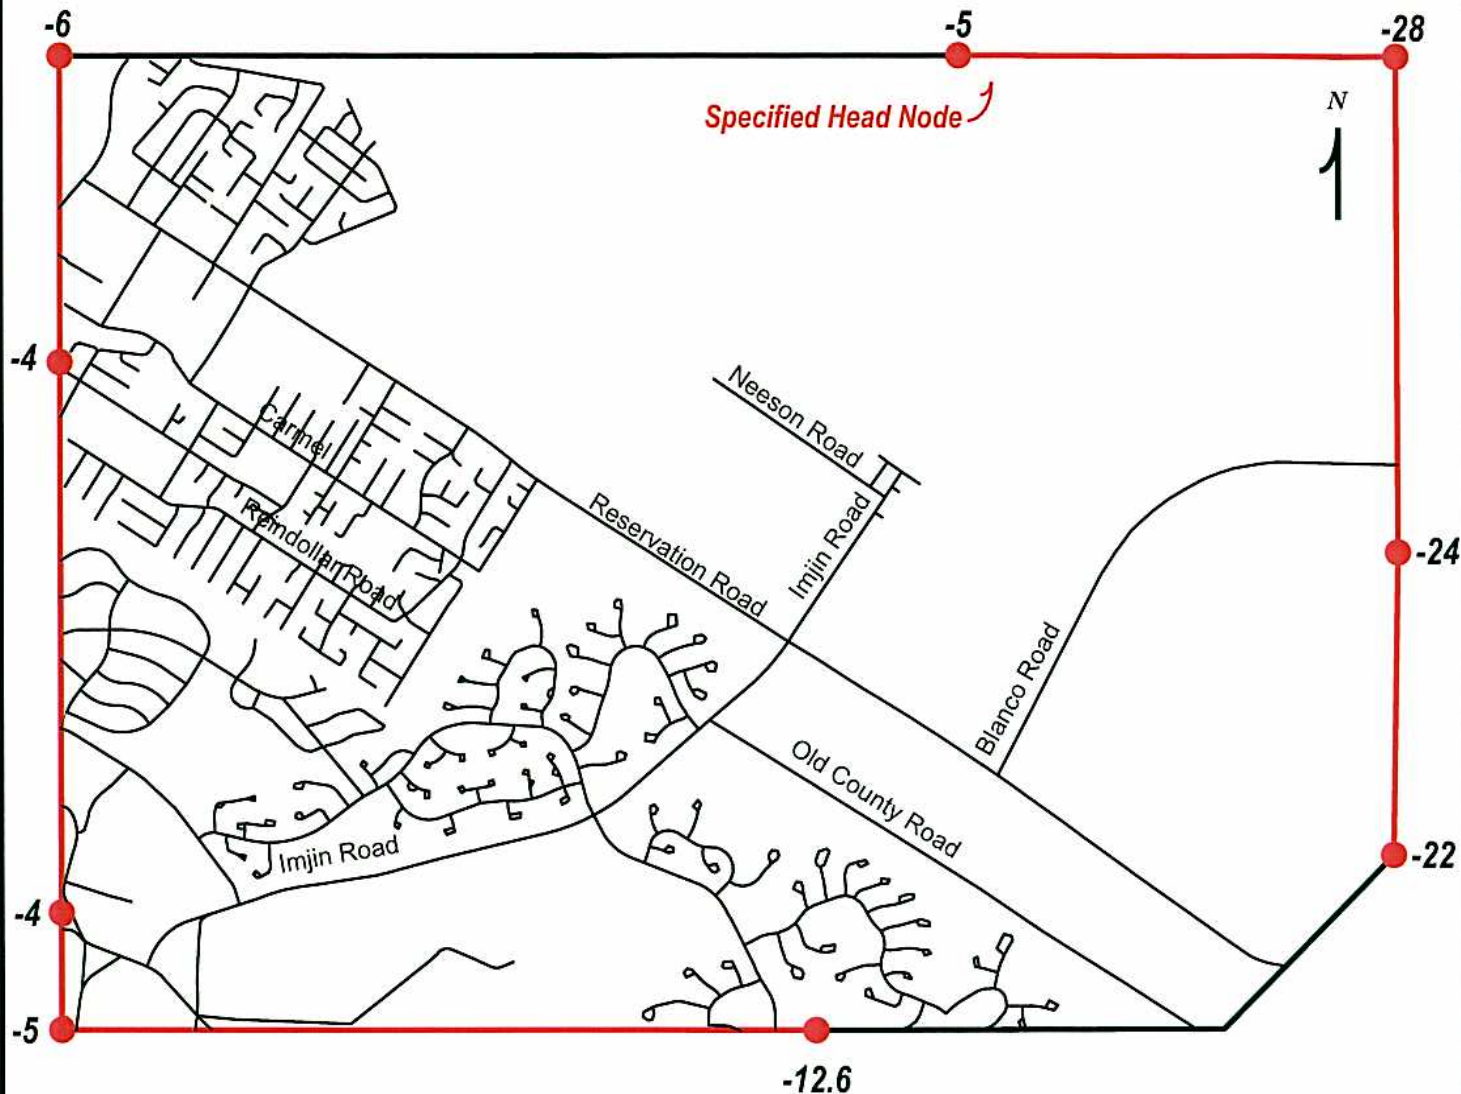 -6
-5
-28
Specified Head Node
N
-4
Neeson Road
Carmel
Reservation Road
Imjin Road
Reindollar Road
-24
Blanco Road
Old County Road
Imjin Road
-22
-4
-5
-12.6